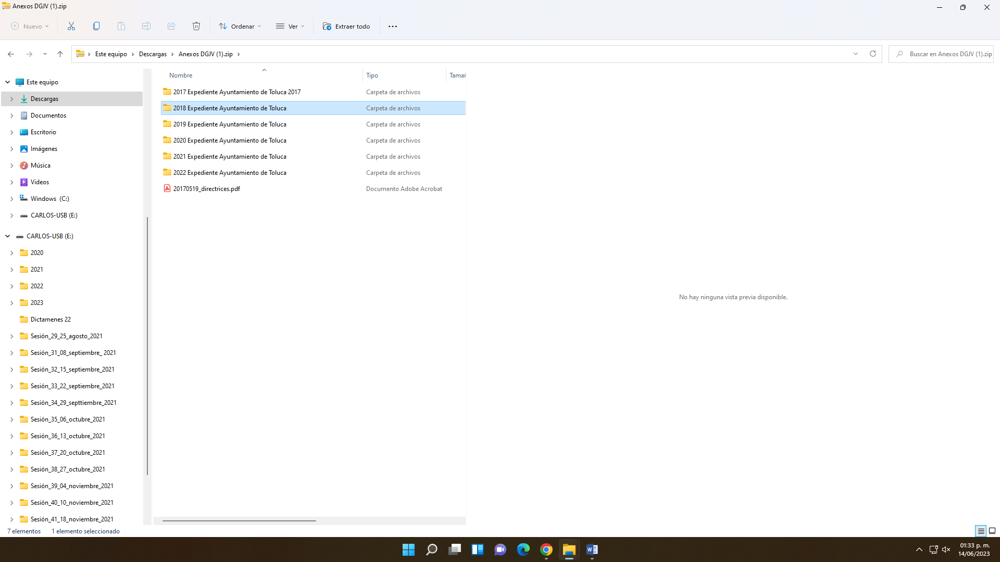 Anexos DGJV (1).zip
Nuevo
Ordenar
Ver
Extraer todo
Este equipo
Descargas
Anexos DGJV (1).zip
Buscar en Anexos DGJV (1).zip
Este equipo
Descargas
Documentos
Escritorio
Imágenes
Música
Videos
Windows (C:)
CARLOS-USB (E:)
CARLOS-USB (E:)
2020
2021
2022
2023
Dictamenes 22
Sesión_29_25_agosto_2021
Sesión_31_08_septiembre_ 2021
Sesión_32_15_septiembre_2021
Sesión_33_22_septiembre_2021
Sesión_34_29_septtiembre_2021
Sesión_35_06_octubre_2021
Sesión_36_13_octubre_2021
Sesión_37_20_octubre_2021
Sesión_38_27_octubre_2021
Sesión_39_04_noviembre_2021
Sesión_40_10_noviembre_2021
Sesión_41_18_noviembre_2021
Nombre Tipo
2017 Expediente Ayuntamiento de Toluca 2017 Carpeta de archivos
2018 Expediente Ayuntamiento de Toluca Carpeta de archivos
2019 Expediente Ayuntamiento de Toluca Carpeta de archivos
2020 Expediente Ayuntamiento de Toluca Carpeta de archivos
2021 Expediente Ayuntamiento de Toluca Carpeta de archivos
2022 Expediente Ayuntamiento de Toluca Carpeta de archivos
20170519_directrices.pdf Documento Adobe Acrobat
No hay ninguna vista previa disponible.
7 elementos 1 elemento seleccionado
01:33 p. m.
14/06/2023